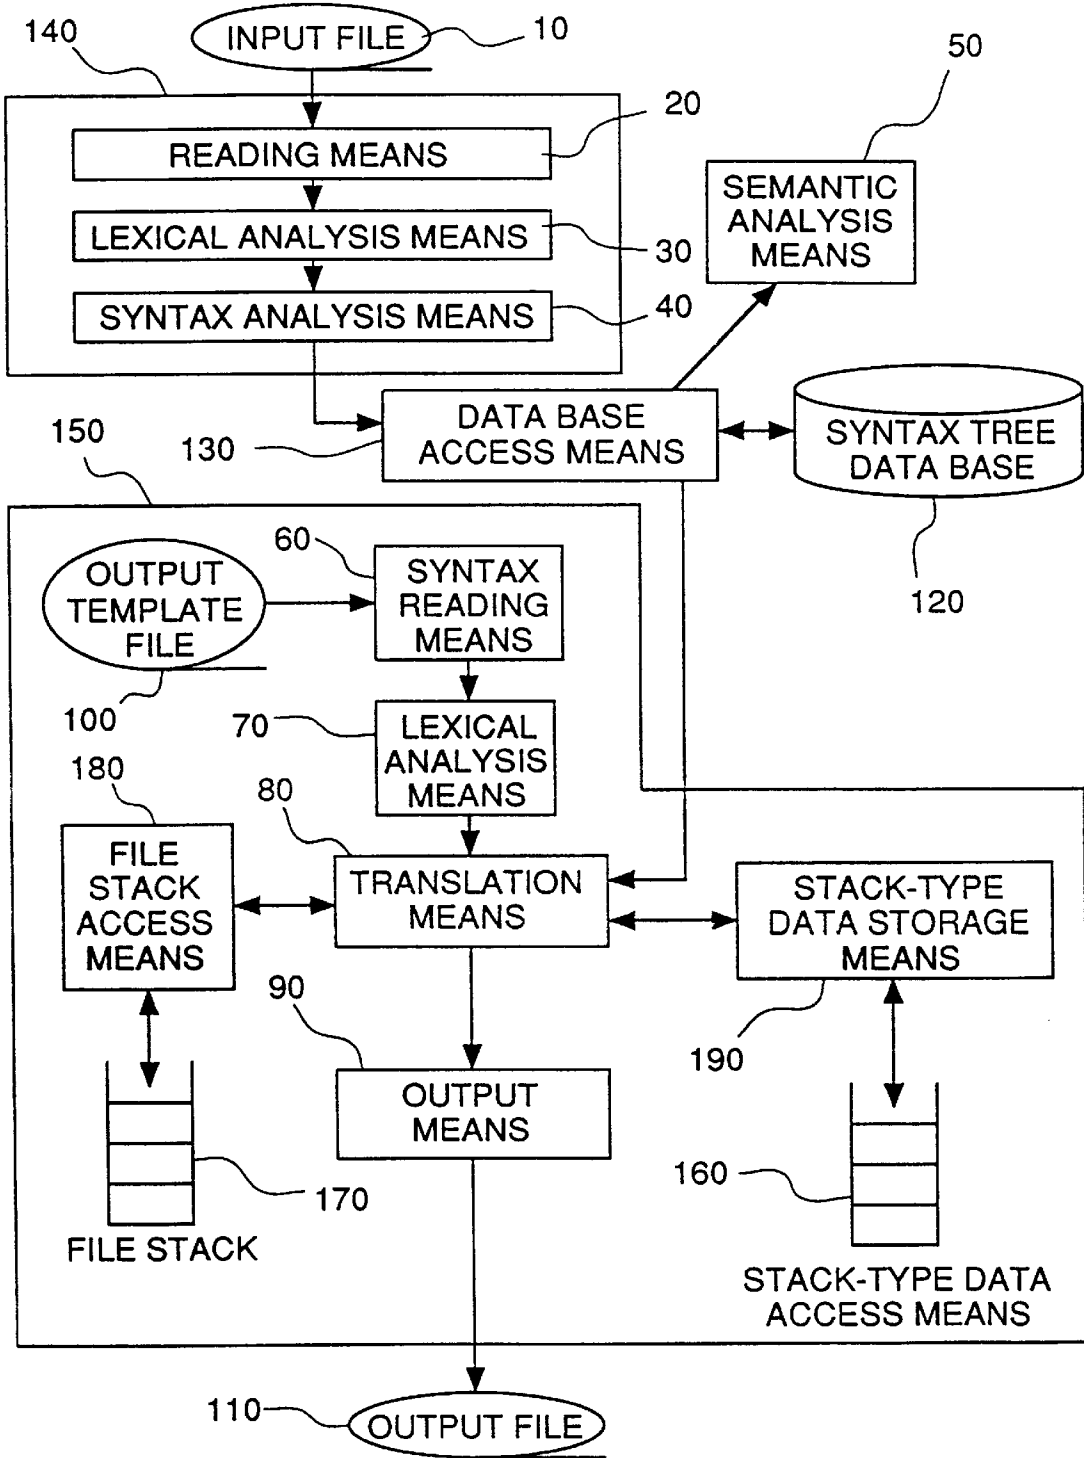 140
INPUT FILE
10
50
20
READING MEANS
SEMANTIC
ANALYSIS
MEANS
LEXICAL ANALYSIS MEANS
30
SYNTAX ANALYSIS MEANS
40
150
130
DATA BASE
ACCESS MEANS
SYNTAX TREE
DATA BASE
120
60
OUTPUT
TEMPLATE
FILE
100
SYNTAX
READING
MEANS
70
LEXICAL
ANALYSIS
MEANS
180
80
FILE
STACK
ACCESS
MEANS
TRANSLATION
MEANS
STACK-TYPE
DATA STORAGE
MEANS
90
190
OUTPUT
MEANS
170
FILE STACK
160
STACK-TYPE DATA
ACCESS MEANS
110
OUTPUT FILE